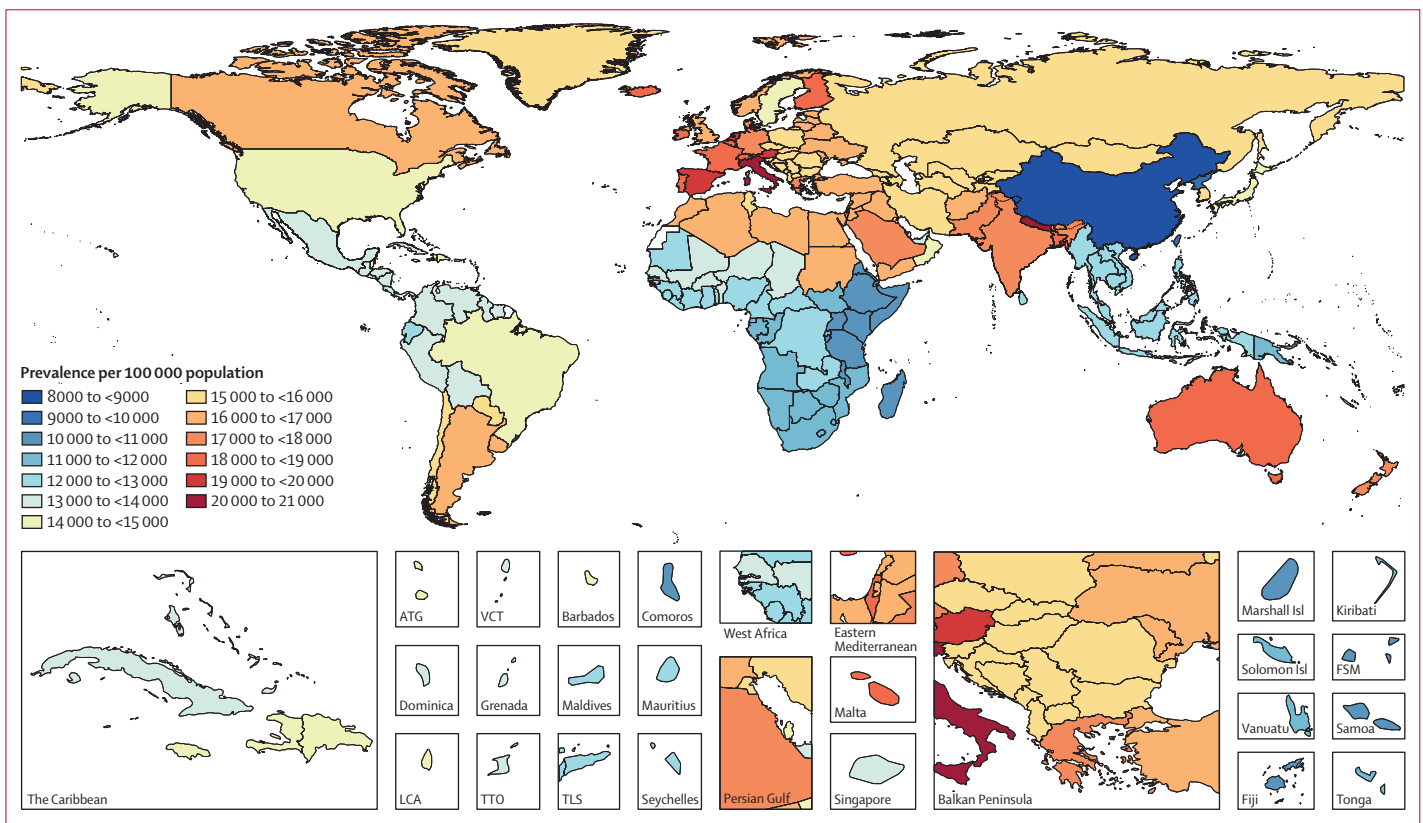 Prevalence per 100 000 population
8000 to <9000
9000 to <10 000
10 000 to <11 000
11 000 to <12 000
12 000 to <13 000
13 000 to <14 000
14 000 to <15 000
15 000 to <16 000
16 000 to <17 000
17 000 to <18 000
18 000 to <19 000
19 000 to <20 000
20 000 to 21 000
The Caribbean
ATG
VCT
Barbados
Comoros
West Africa
Eastern
Mediterranean
Dominica
Grenada
Maldives
Mauritius
Malta
LCA
TTO
TLS
Seychelles
Persian Gulf
Singapore
Balkan Peninsula
Marshall Isl
Kiribati
Solomon Isl
FSM
Vanuatu
Samoa
Fiji
Tonga